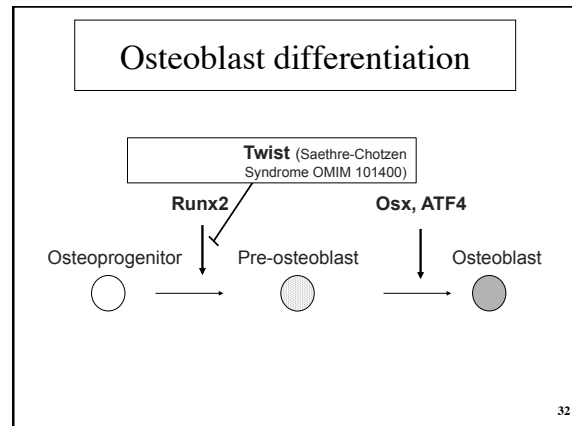 Osteoblast differentiation
Twist (Saethre-Chotzen
Syndrome OMIM 101400)
Runx2
Osx, ATF4
Osteoprogenitor
Pre-osteoblast
Osteoblast
32